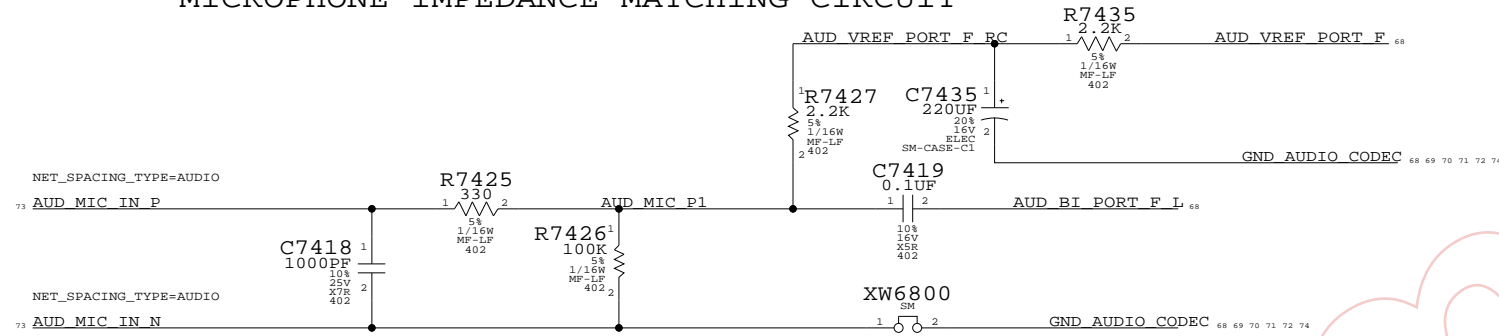 MICROPHONE IMPEDANCE MATCHING CIRCUIT
R7435
2.2K
1 2
5%
1/16W
MF-LF
402
AUD_VREF_PORT_F_RC
AUD_VREF_PORT_F 68
1
R7427
2.2K
5%
1/16W
MF-LF
402
2
C7435
220UF
20%
16V
ELEC
SM-CASE-C1
1
+
2
GND_AUDIO_CODEC 68 69 70 71 72 74
NET_SPACING_TYPE=AUDIO
73 AUD_MIC_IN_P
R7425
330
1 2
5%
1/16W
MF-LF
402
AUD_MIC_P1
C7419
0.1UF
1 2
10%
16V
X5R
402
AUD_BI_PORT_F_L 68
C7418
1000PF
10%
25V
X7R
402
1
2
R7426
100K
5%
1/16W
MF-LF
402
1
2
NET_SPACING_TYPE=AUDIO
73 AUD_MIC_IN_N
XW6800
SM
1 2
GND_AUDIO_CODEC 68 69 70 71 72 74